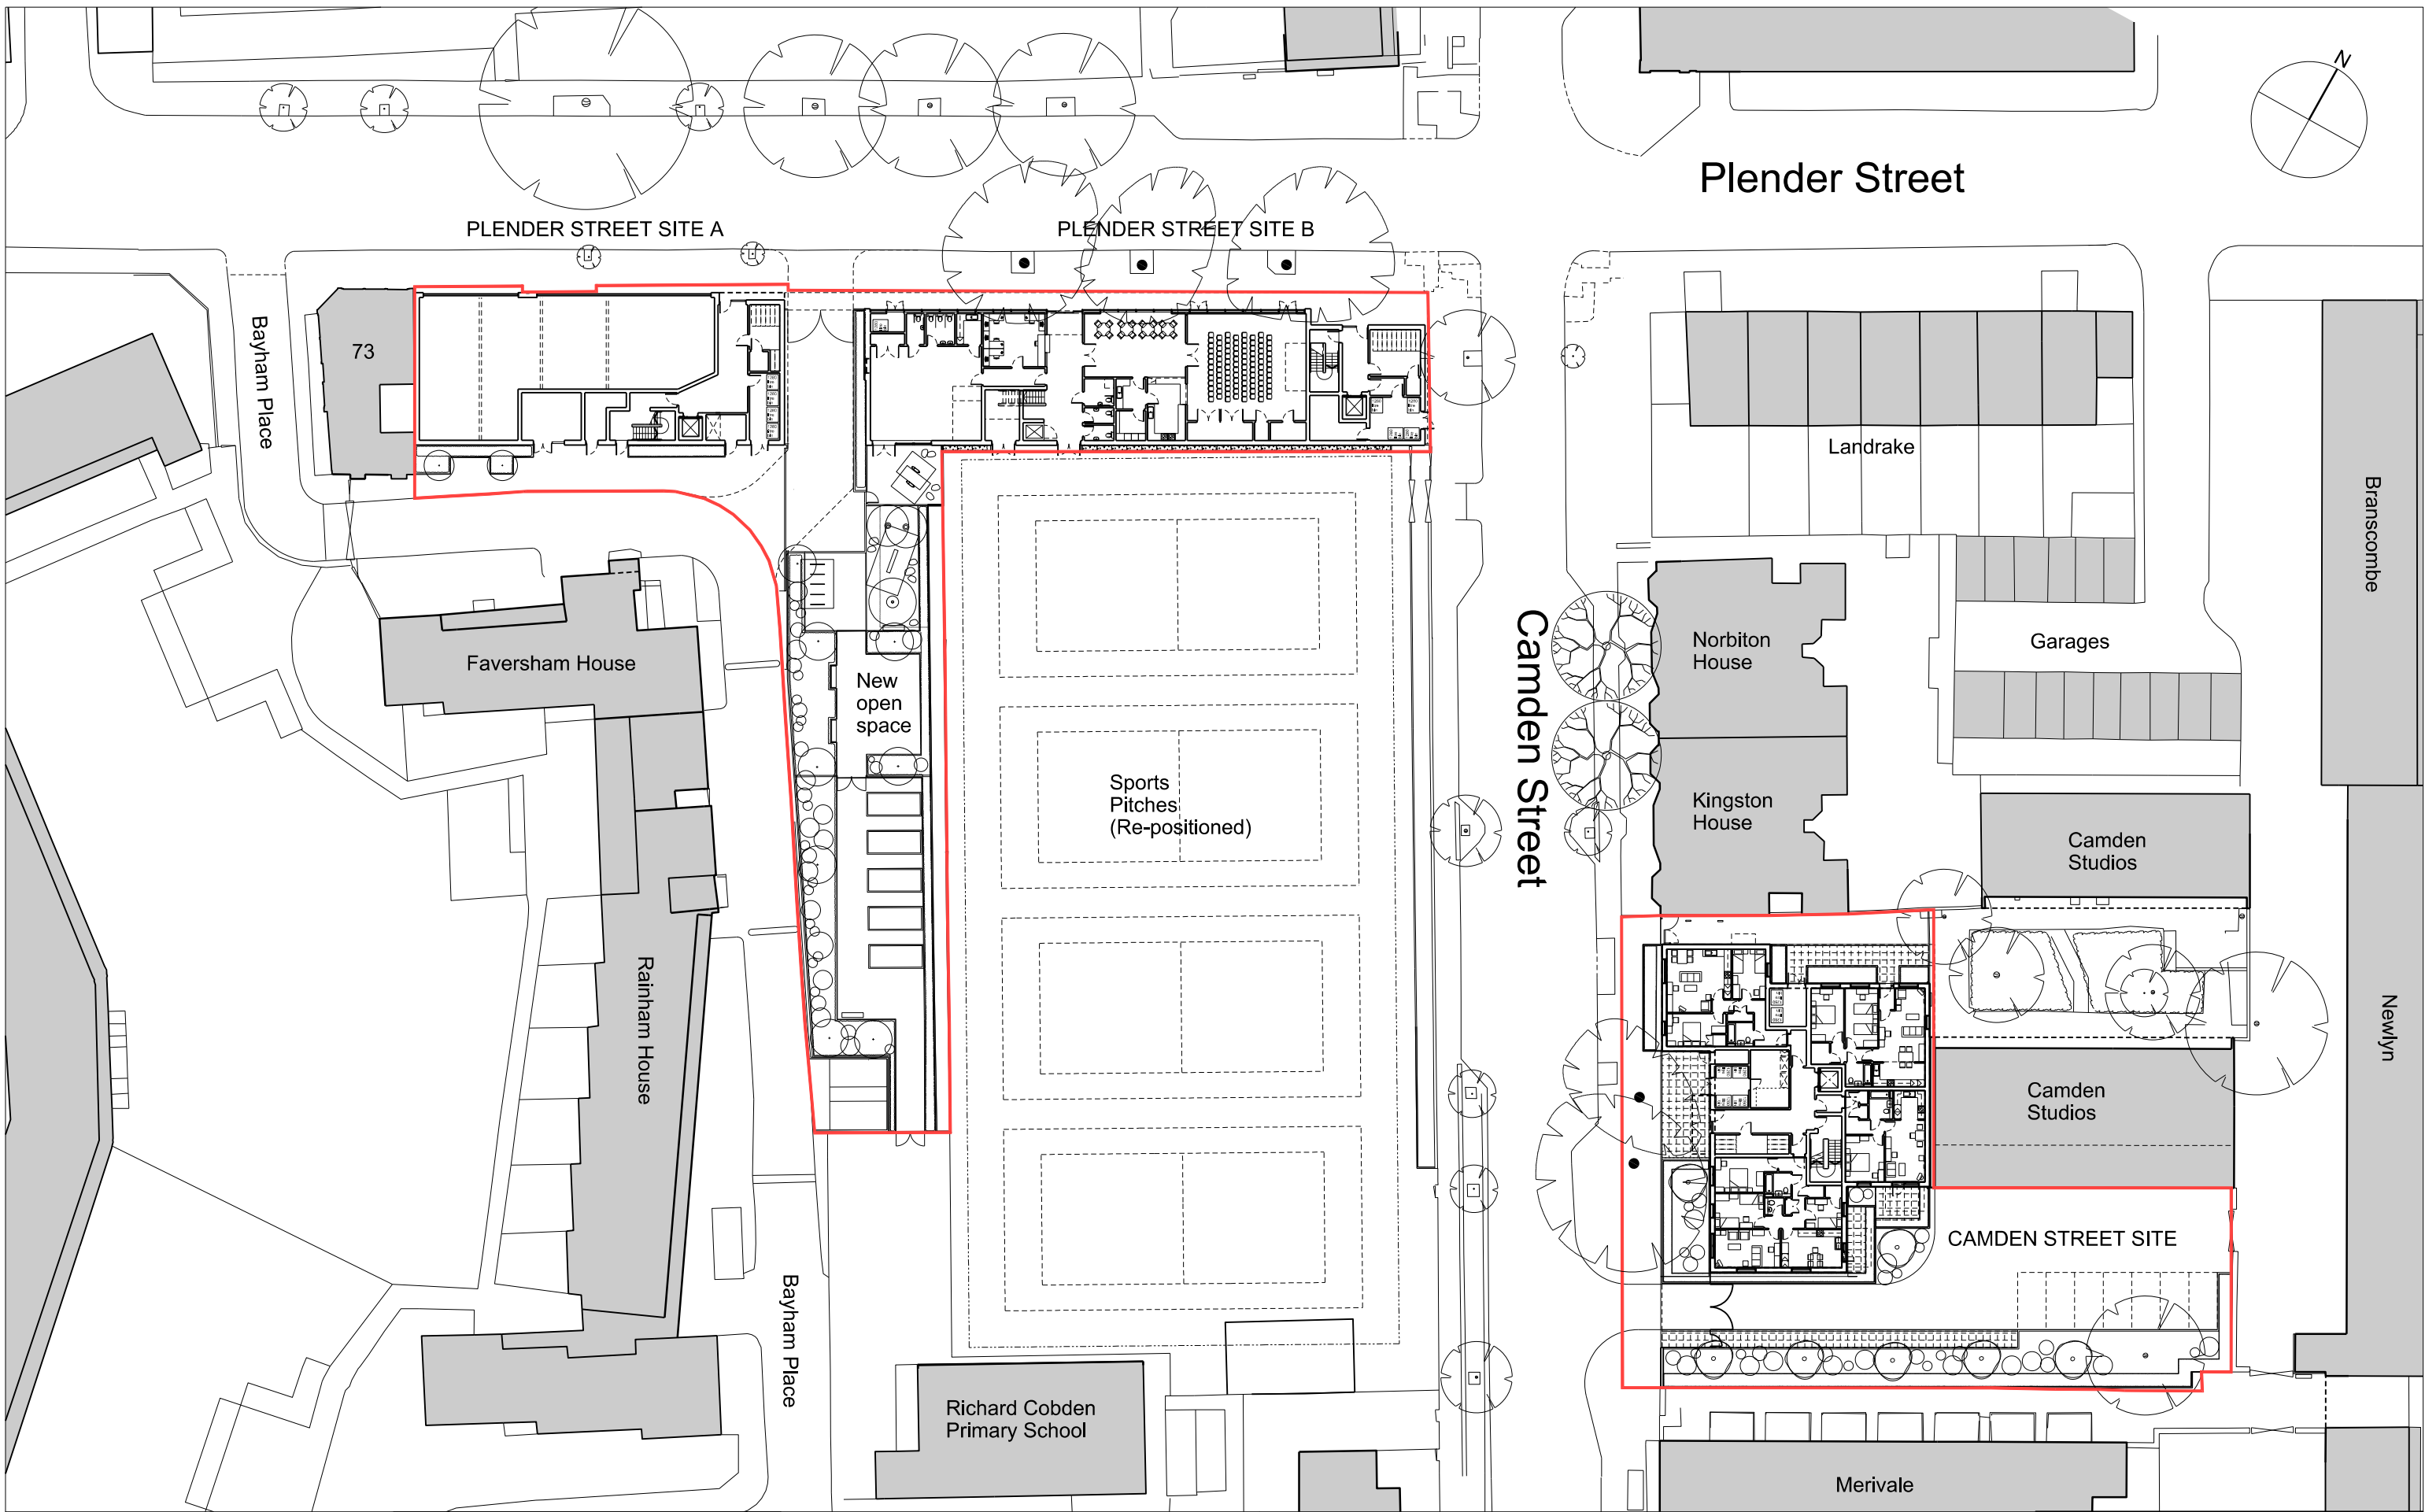 N
Plender Street
PLENDER STREET SITE A
PLENDER STREET SITE B
Bayham Place
73
Landrake
Branscombe
Faversham House
New
open
space
Camden Street
Norbiton
House
Garages
Sports
Pitches
(Re-positioned)
Kingston
House
Camden
Studios
Rainham House
Newlyn
Camden
Studios
CAMDEN STREET SITE
Bayham Place
Richard Cobden
Primary School
Merivale